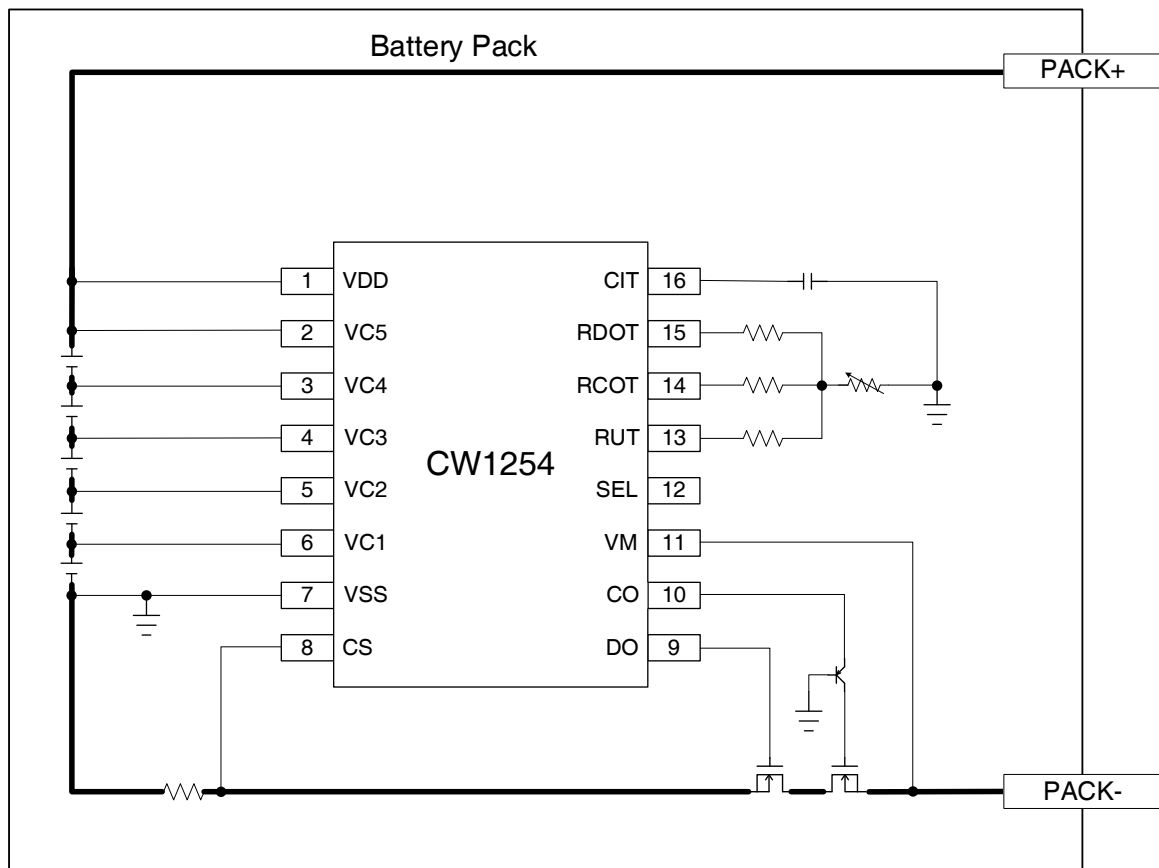 Battery Pack
PACK+
1 VDD CIT 16
2 VC5 RDOT 15
3 VC4 RCOT 14
4 VC3 RUT 13
CW1254
5 VC2 SEL 12
6 VC1 VM 11
7 VSS CO 10
8 CS DO 9
PACK-